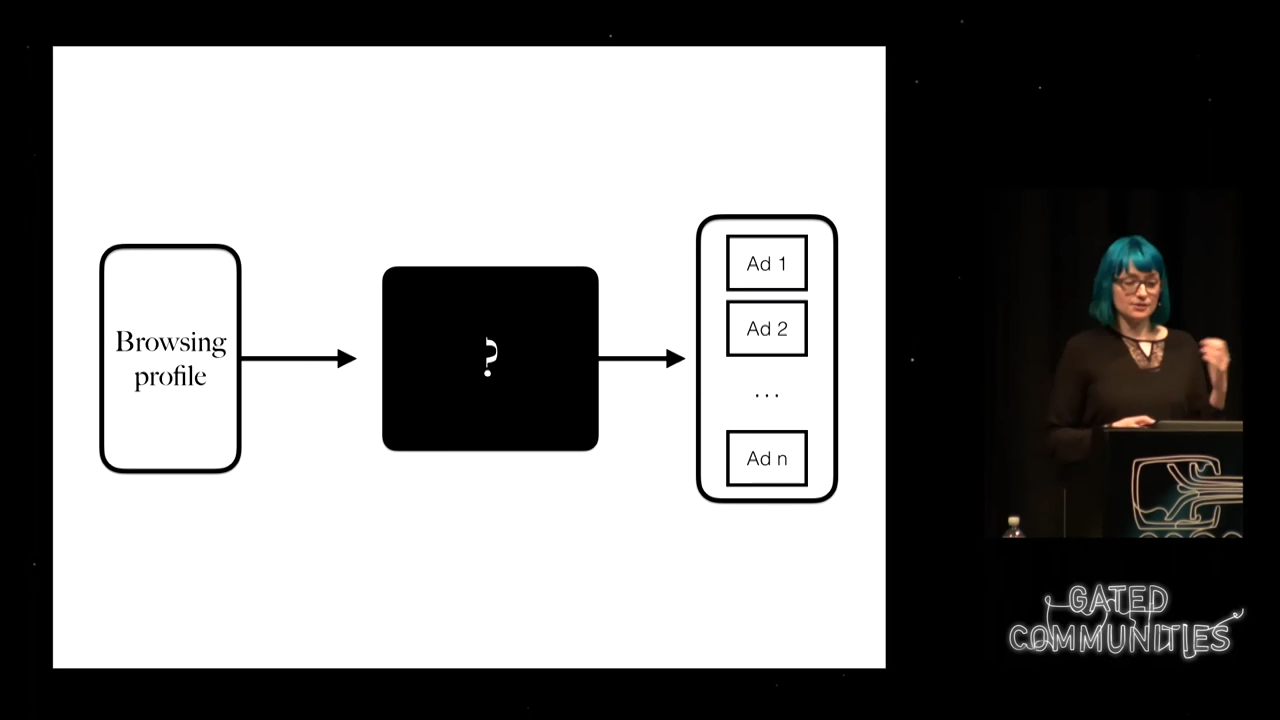 Browsing
profile
?
Ad 1
Ad 2
...
Ad n
GATED
COMMUNITIES